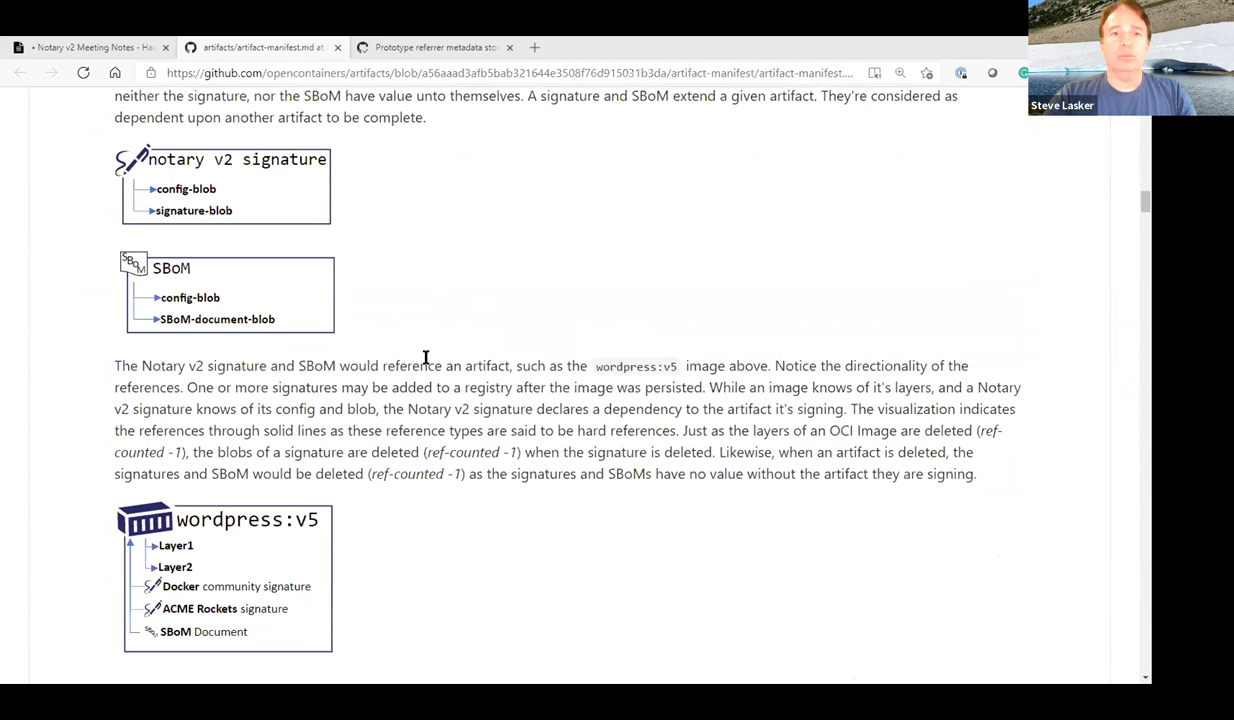 Notary v2 Meeting Notes - Ha
artifacts/artifact-manifest.md at
Prototype referrer metadata sto
https://github.com/opencontainers/artifacts/blob/a56aaad3afb5bab321644e3508f76d915031b3da/artifact-manifest/artifact-manifest....
Steve Lasker
neither the signature, nor the SBoM have value unto themselves. A signature and SBoM extend a given artifact. They're considered as
dependent upon another artifact to be complete.
notary v2 signature
config-blob
signature-blob
SBoM
SBoM
config-blob
SBoM-document-blob
The Notary v2 signature and SBoM would reference an artifact, such as the wordpress:v5 image above. Notice the directionality of the
references. One or more signatures may be added to a registry after the image was persisted. While an image knows of it's layers, and a Notary
v2 signature knows of its config and blob, the Notary v2 signature declares a dependency to the artifact it's signing. The visualization indicates
the references through solid lines as these reference types are said to be hard references. Just as the layers of an OCI Image are deleted (ref-
counted -1), the blobs of a signature are deleted (ref-counted -1) when the signature is deleted. Likewise, when an artifact is deleted, the
signatures and SBoM would be deleted (ref-counted -1) as the signatures and SBoMs have no value without the artifact they are signing.
wordpress:v5
Layer1
Layer2
Docker community signature
ACME Rockets signature
SBoM Document